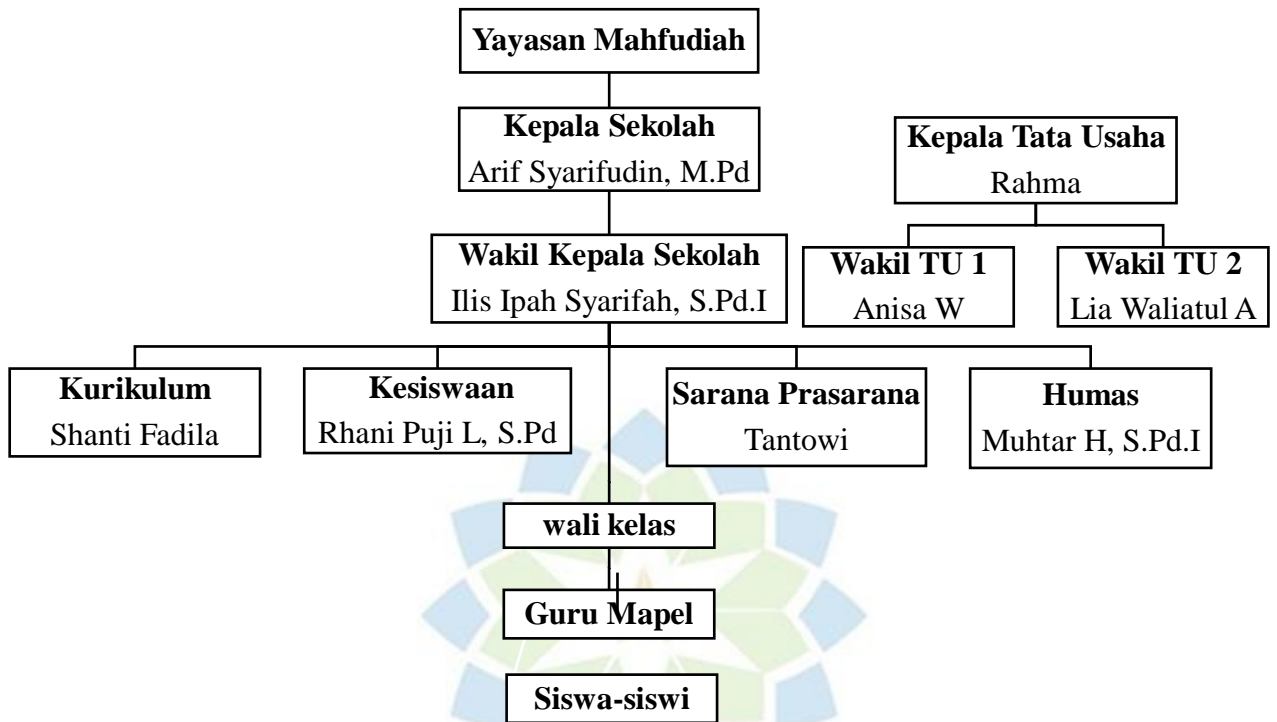 Yayasan Mahfudiah
Kepala Sekolah
Arif Syarifudin, M.Pd
Kepala Tata Usaha
Rahma
Wakil Kepala Sekolah
Ilis Ipah Syarifah, S.Pd.I
Wakil TU 1
Anisa W
Wakil TU 2
Lia Waliatul A
Kurikulum
Shanti Fadila
Kesiswaan
Rhani Puji L, S.Pd
Sarana Prasarana
Tantowi
Humas
Muhtar H, S.Pd.I
wali kelas
Guru Mapel
Siswa-siswi